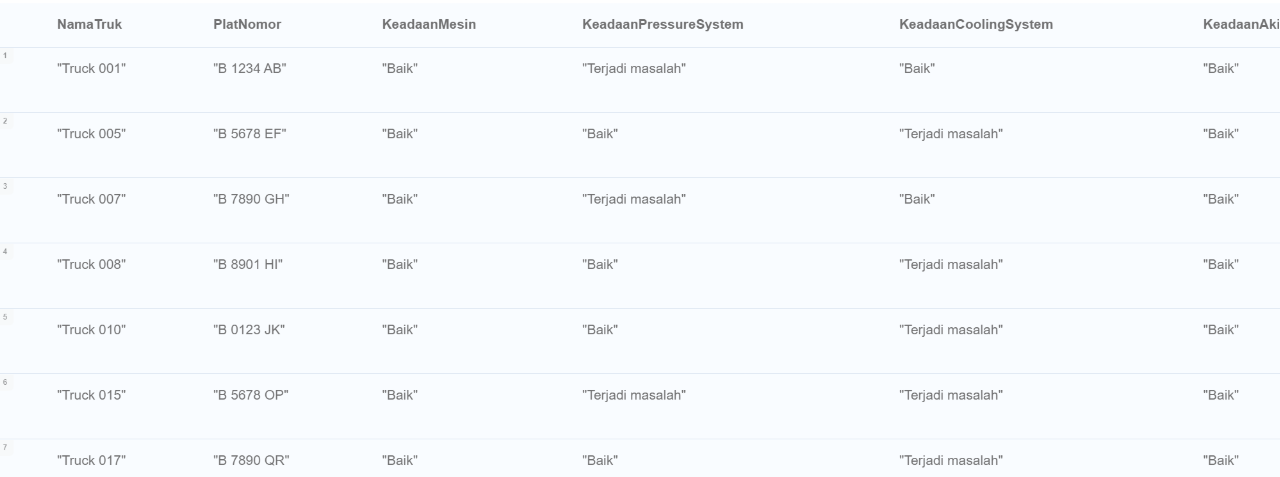 NamaTruk PlatNomor KeadaanMesin KeadaanPressureSystem KeadaanCoolingSystem KeadaanAki
1 "Truck 001" "B 1234 AB" "Baik" "Terjadi masalah" "Baik" "Baik"
2 "Truck 005" "B 5678 EF" "Baik" "Baik" "Terjadi masalah" "Baik"
3 "Truck 007" "B 7890 GH" "Baik" "Terjadi masalah" "Baik" "Baik"
4 "Truck 008" "B 8901 HI" "Baik" "Baik" "Terjadi masalah" "Baik"
5 "Truck 010" "B 0123 JK" "Baik" "Baik" "Terjadi masalah" "Baik"
6 "Truck 015" "B 5678 OP" "Baik" "Terjadi masalah" "Terjadi masalah" "Baik"
7 "Truck 017" "B 7890 QR" "Baik" "Baik" "Terjadi masalah" "Baik"